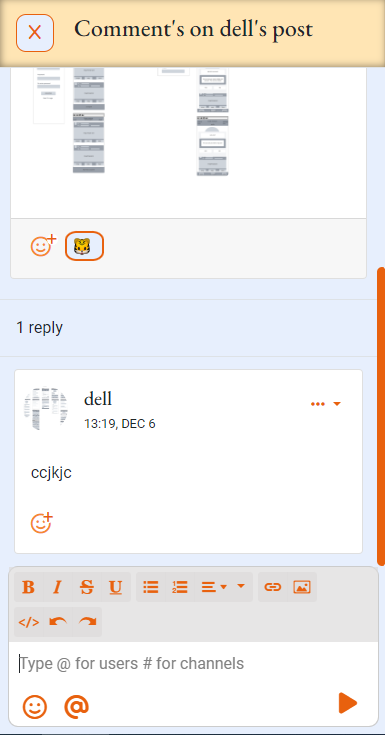 X
Comment's on dell's post
1 reply
dell
13:19, DEC 6
ccjkjc
B I S U
</>
Type @ for users # for channels
@